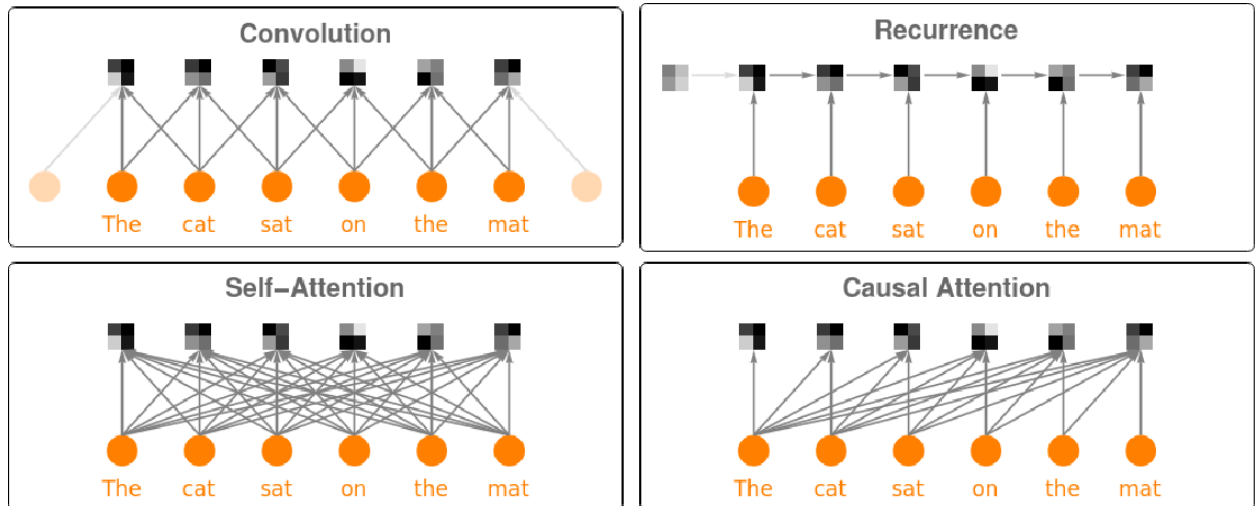 Convolution
The cat sat on the mat
Recurrence
The cat sat on the mat
Self-Attention
The cat sat on the mat
Causal Attention
The cat sat on the mat